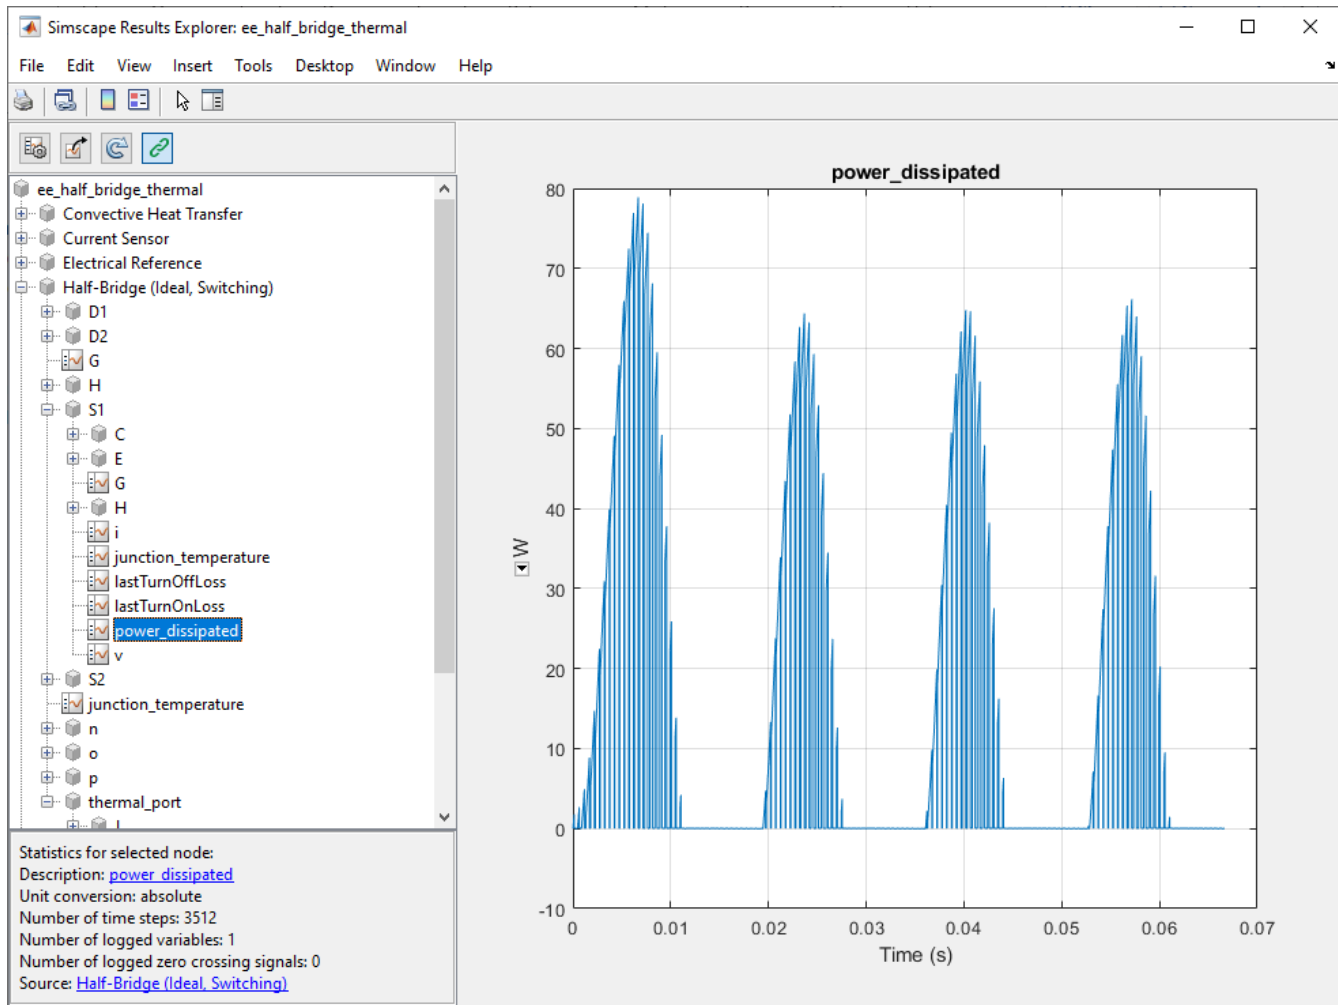 Simscape Results Explorer: ee_half_bridge_thermal
File Edit View Insert Tools Desktop Window Help
ee_half_bridge_thermal
Convective Heat Transfer
Current Sensor
Electrical Reference
Half-Bridge (Ideal, Switching)
D1
D2
G
H
S1
C
E
G
H
i
junction_temperature
lastTurnOffLoss
lastTurnOnLoss
power_dissipated
v
S2
junction_temperature
n
o
p
thermal_port
Statistics for selected node:
Description: power_dissipated
Unit conversion: absolute
Number of time steps: 3512
Number of logged variables: 1
Number of logged zero crossing signals: 0
Source: Half-Bridge (Ideal, Switching)
power_dissipated
80
70
60
50
40
30
20
10
0
-10
W
0 0.01 0.02 0.03 0.04 0.05 0.06 0.07
Time (s)